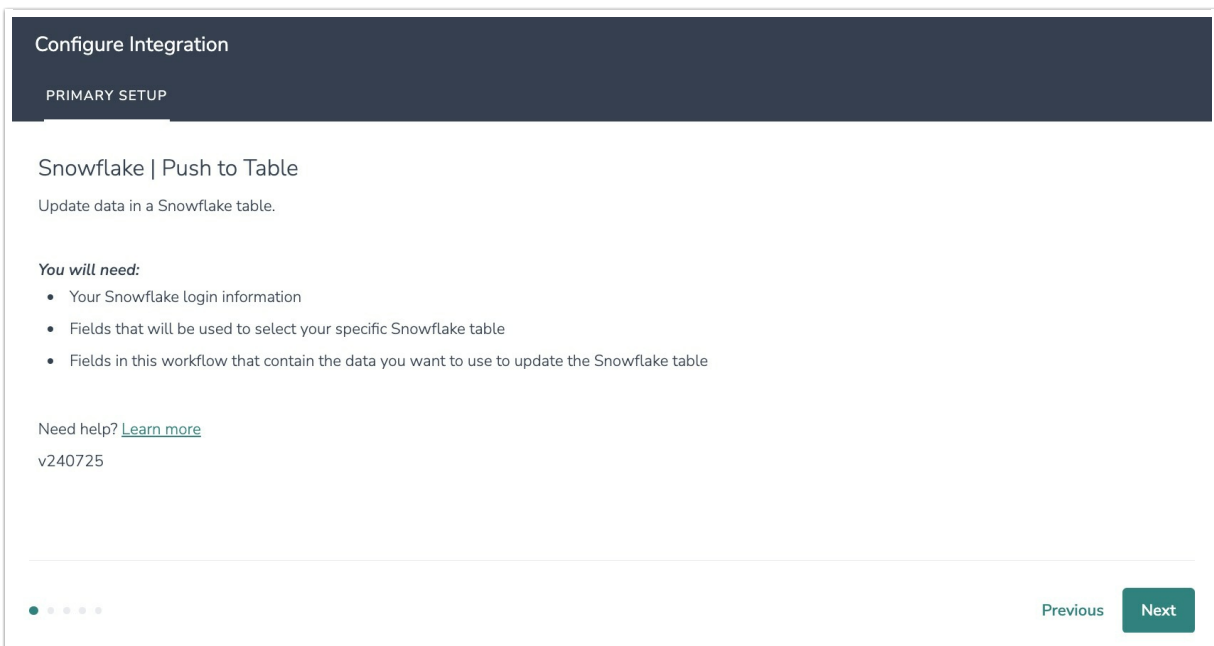 Configure Integration
PRIMARY SETUP
Snowflake | Push to Table
Update data in a Snowflake table.
You will need:
• Your Snowflake login information
• Fields that will be used to select your specific Snowflake table
• Fields in this workflow that contain the data you want to use to update the Snowflake table
Need help? Learn more
v240725
Previous
Next